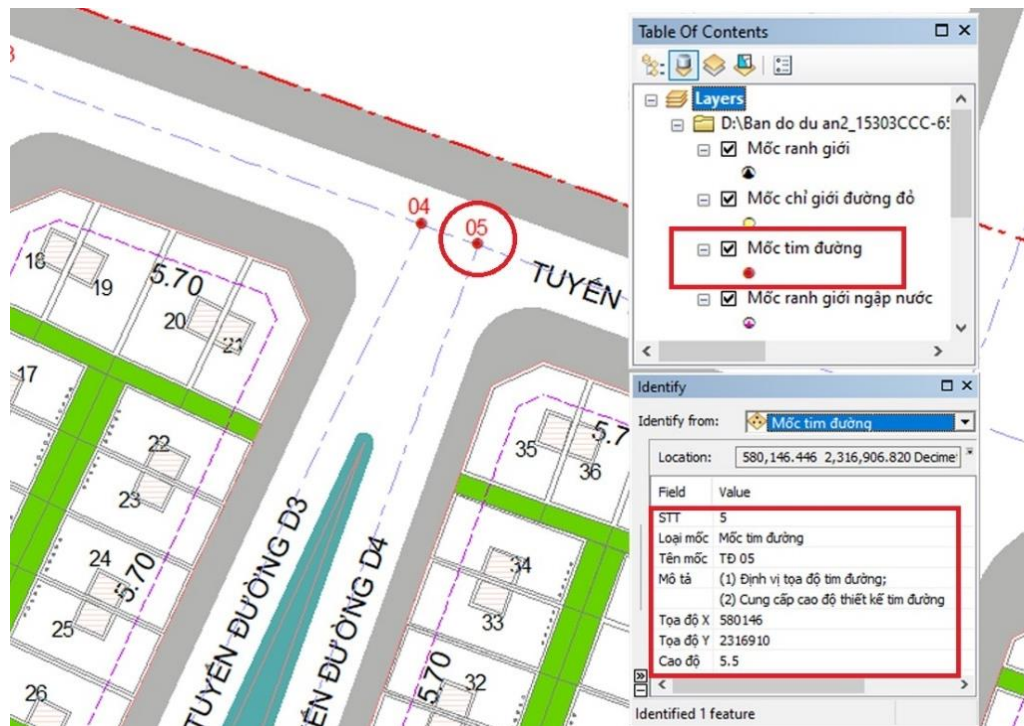 3
04
05
TUYẾN
18
19
5.70
20
21
17
22
23
24
5.70
25
26
35
36
5.7
34
33
32
5.70
TUYẾN ĐƯỜNG D3
ẾN ĐƯỜNG D4
Table Of Contents
Layers
D:\Ban do du an2_15303CCC-65
Mốc ranh giới
Mốc chỉ giới đường đỏ
Mốc tim đường
Mốc ranh giới ngập nước
Identify
Identify from: Mốc tim đường
Location: 580,146.446 2,316,906.820 Decime
Field Value
STT 5
Loại mốc Mốc tim đường
Tên mốc TĐ 05
Mô tả (1) Định vị tọa độ tim đường;
(2) Cung cấp cao độ thiết kế tim đường
Tọa độ X 580146
Tọa độ Y 2316910
Cao độ 5.5
Identified 1 feature